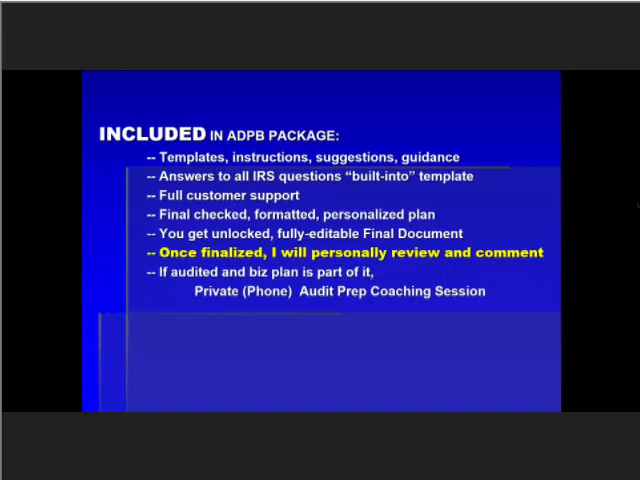 INCLUDED IN ADPB PACKAGE:
-- Templates, instructions, suggestions, guidance
-- Answers to all IRS questions “built-into” template
-- Full customer support
-- Final checked, formatted, personalized plan
-- You get unlocked, fully-editable Final Document
-- Once finalized, I will personally review and comment
-- If audited and biz plan is part of it,
Private (Phone) Audit Prep Coaching Session